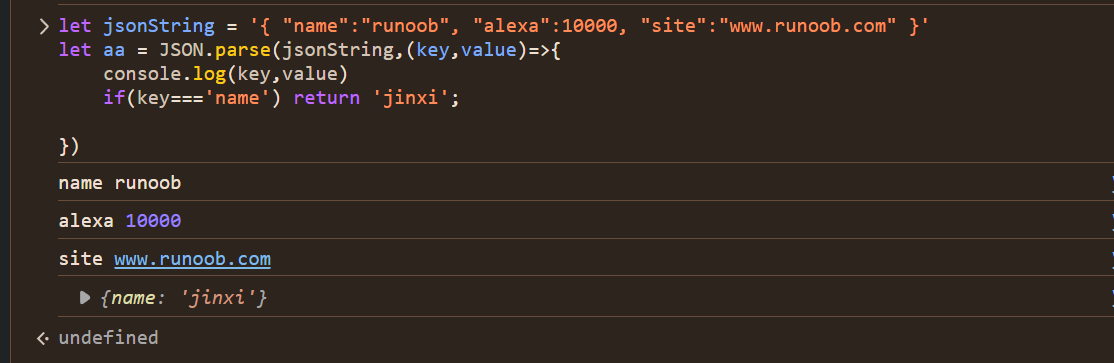 let jsonString = '{ "name":"runoob", "alexa":10000, "site":"www.runoob.com" }'
let aa = JSON.parse(jsonString,(key,value)=>{
    console.log(key,value)
    if(key==='name') return 'jinxi';
})
name runoob
alexa 10000
site www.runoob.com
{name: 'jinxi'}
undefined